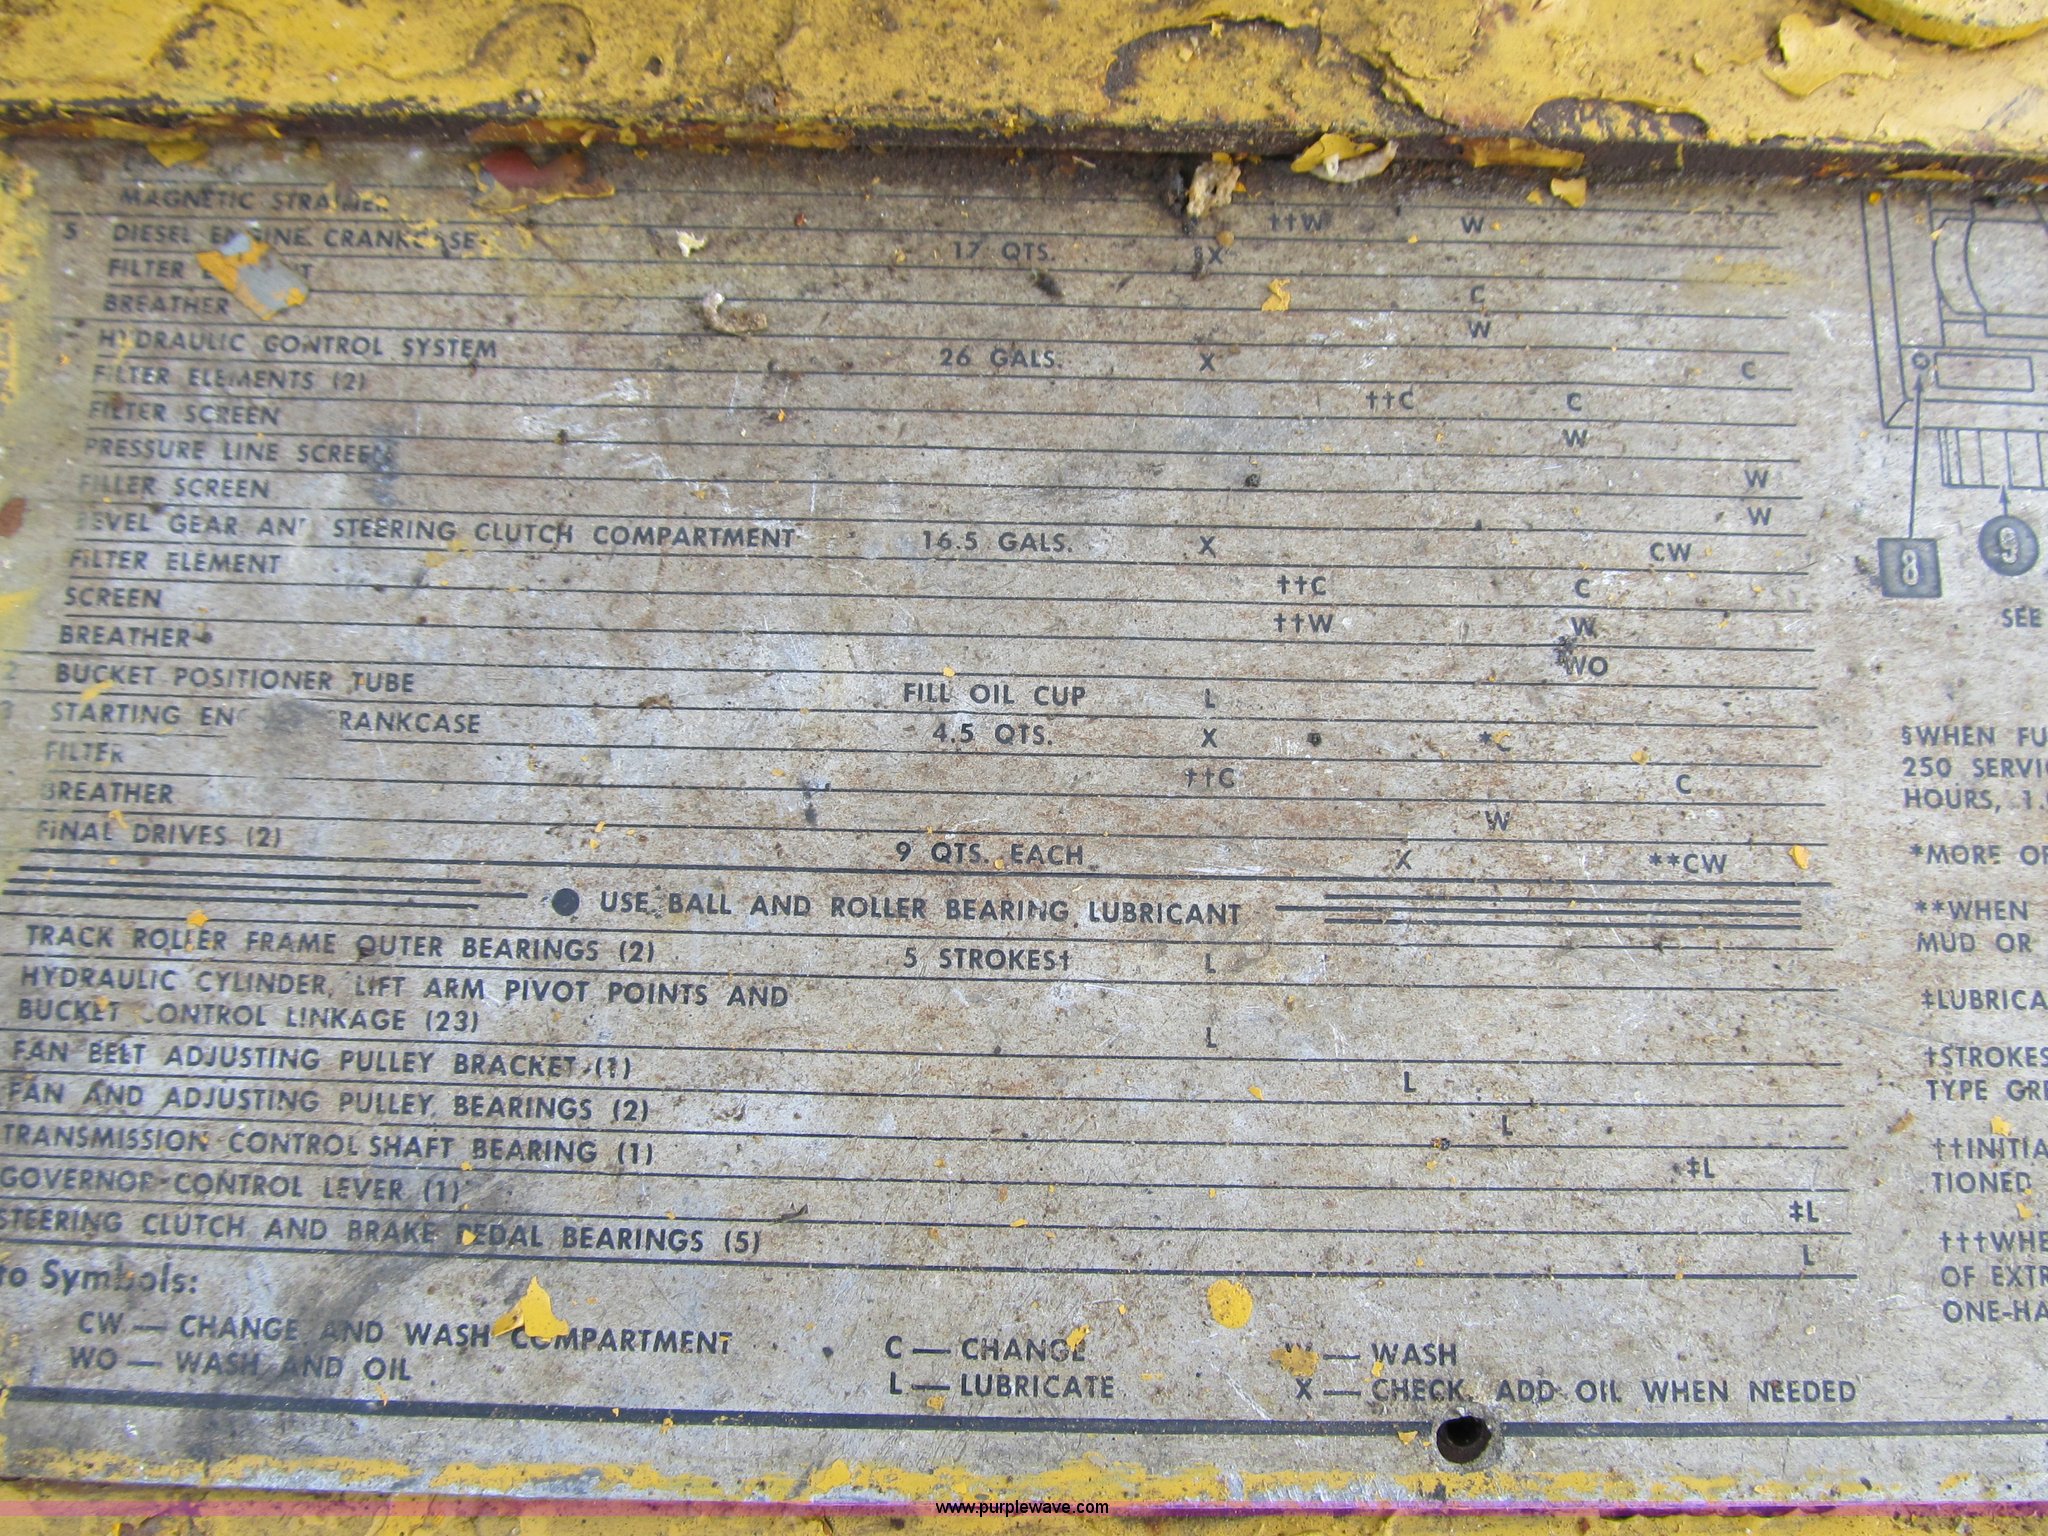 MAGNETIC STRAINER ††W W
S DIESEL ENGINE CRANKCASE 17 QTS. §X
FILTER
BREATHER C
W
HYDRAULIC CONTROL SYSTEM 26 GALS. X C
FILTER ELEMENTS (2) ††C C
FILTER SCREEN W
PRESSURE LINE SCREEN W
FILLER SCREEN W
BEVEL GEAR AND STEERING CLUTCH COMPARTMENT 16.5 GALS. X CW
FILTER ELEMENT ††C C
SCREEN ††W W
BREATHER WO
2 BUCKET POSITIONER TUBE FILL OIL CUP L
STARTING CRANKCASE 4.5 QTS. X *C
FILTER ††C C
BREATHER W
FINAL DRIVES (2) 9 QTS. EACH X **CW
● USE BALL AND ROLLER BEARING LUBRICANT
TRACK ROLLER FRAME OUTER BEARINGS (2) 5 STROKES† L
HYDRAULIC CYLINDER, LIFT ARM PIVOT POINTS AND
BUCKET CONTROL LINKAGE (23) L
FAN BELT ADJUSTING PULLEY BRACKET (1) L
FAN AND ADJUSTING PULLEY BEARINGS (2) L
TRANSMISSION CONTROL SHAFT BEARING (1) ‡L
GOVERNOR CONTROL LEVER (1) ‡L
STEERING CLUTCH AND BRAKE PEDAL BEARINGS (5) L
to Symbols:
CW — CHANGE AND WASH COMPARTMENT C — CHANGE W — WASH
WO — WASH AND OIL L — LUBRICATE X — CHECK, ADD OIL WHEN NEEDED
8 9
SEE
§WHEN FU
250 SERVI
HOURS, 1.
*MORE OF
**WHEN
MUD OR
‡LUBRICA
†STROKES
TYPE GRE
††INITIA
TIONED
†††WHE
OF EXTR
ONE-HA
www.purplewave.com